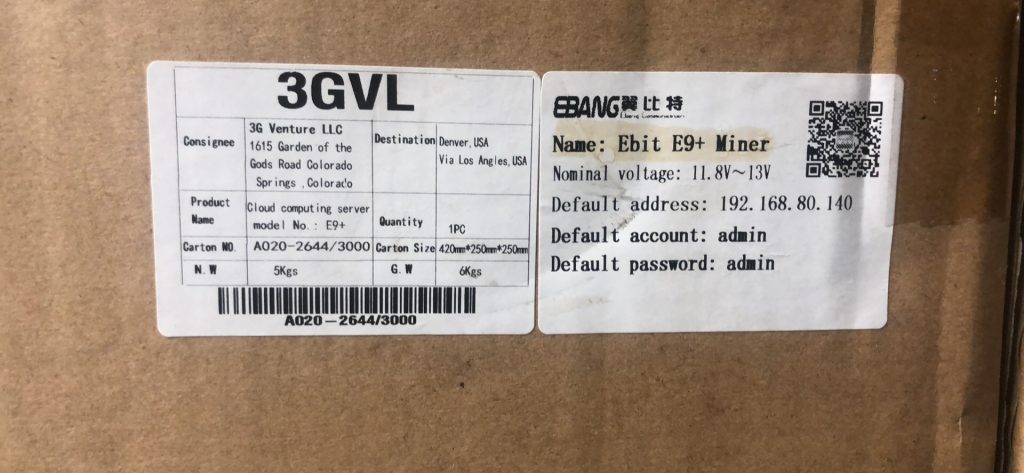 3GVL
Consignee
3G Venture LLC
1615 Garden of the
Gods Road Colorado
Springs ,Colorado
Destination
Denver, USA
Via Los Angles, USA
Product
Name
Cloud computing server
model No.: E9+
Quantity
1PC
Carton NO.
A020-2644/3000
Carton Size
420mm*250mm*250mm
N.W
5Kgs
G.W
6Kgs
A020-2644/3000
EBANG翼比特
Ebang Communication
Name: Ebit E9+ Miner
Nominal voltage: 11.8V~13V
Default address: 192.168.80.140
Default account: admin
Default password: admin